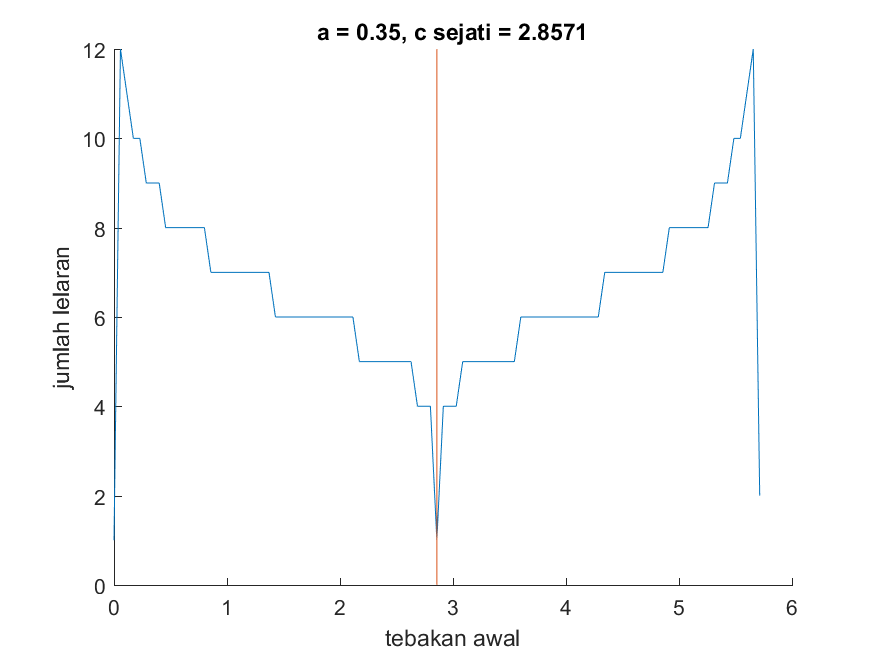 a = 0.35, c sejati = 2.8571
12
10
8
6
4
2
0
jumlah lelaran
0 1 2 3 4 5 6
tebakan awal